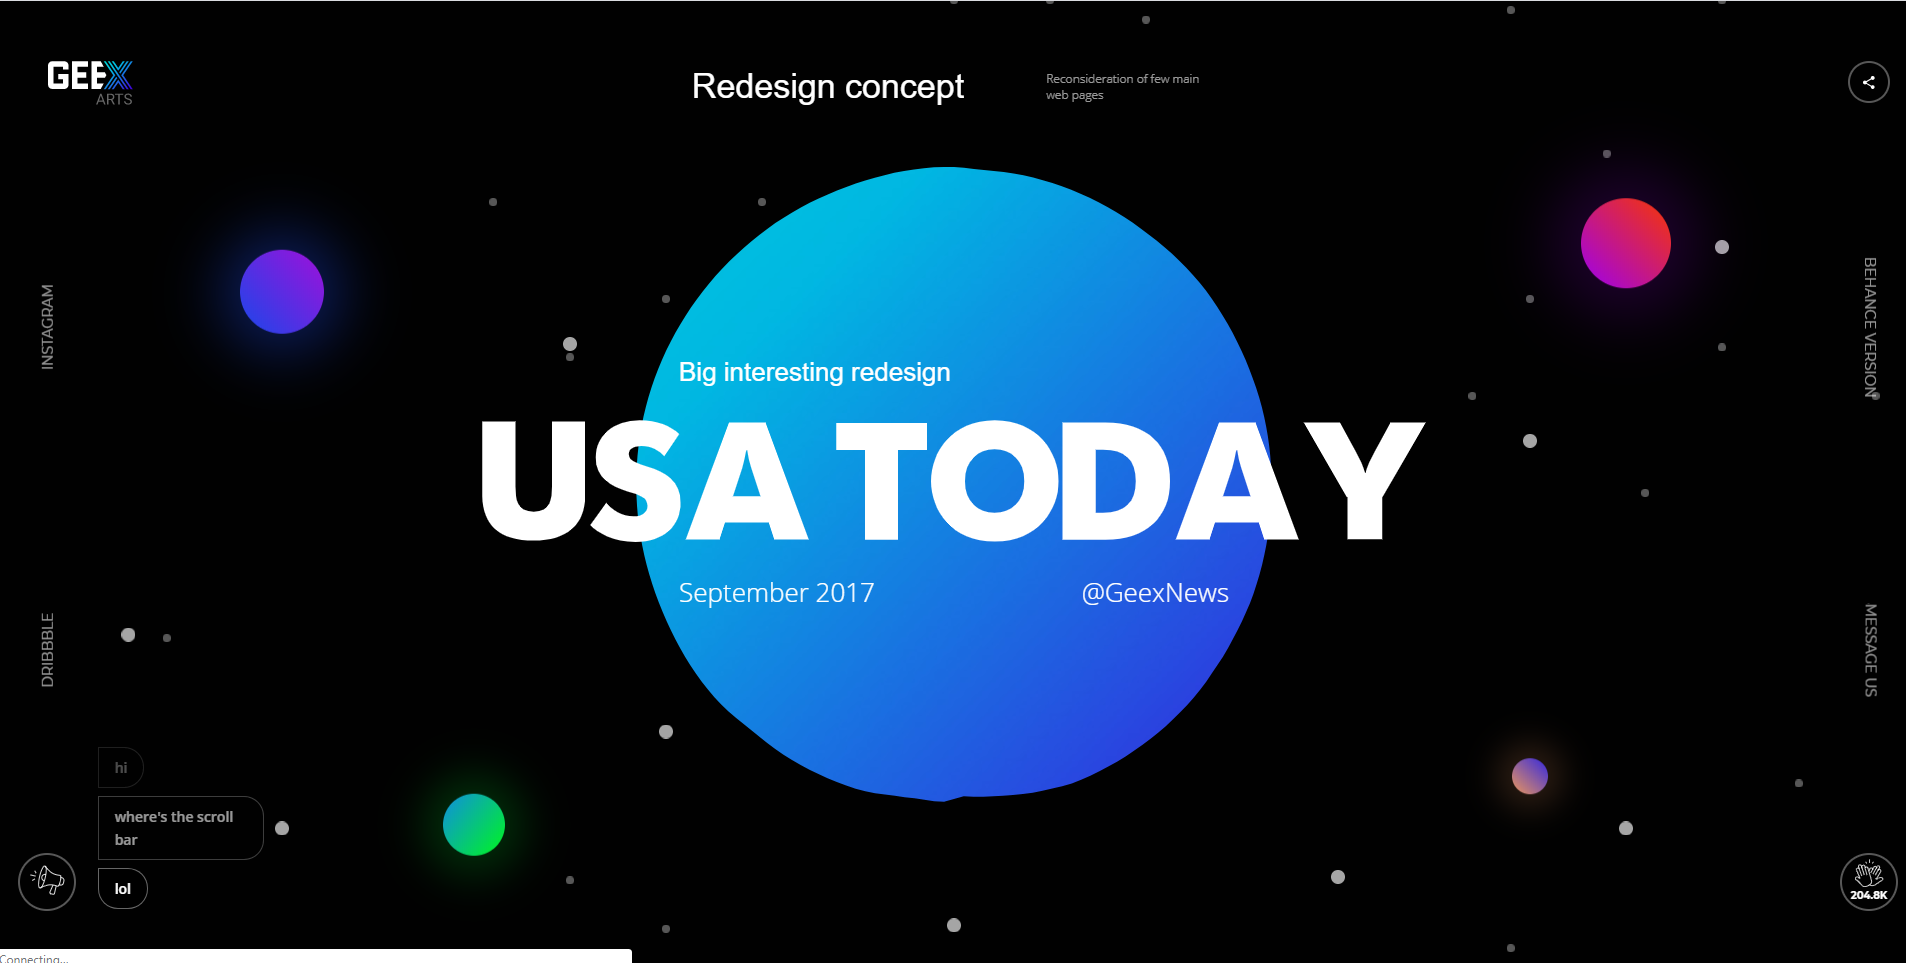 GEEX
ARTS
Redesign concept
Reconsideration of few main
web pages
INSTAGRAM
BEHANCE VERSION
Big interesting redesign
USA TODAY
September 2017
@GeexNews
DRIBBBLE
MESSAGE US
hi
where's the scroll
bar
lol
204.8K
Connecting...